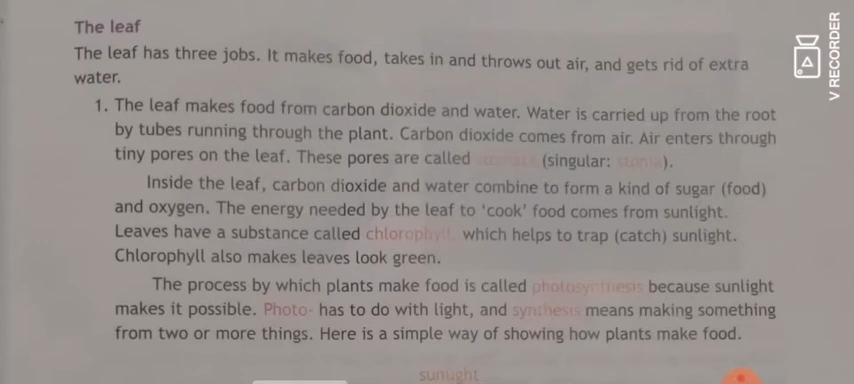 The leaf
The leaf has three jobs. It makes food, takes in and throws out air, and gets rid of extra
water.
1. The leaf makes food from carbon dioxide and water. Water is carried up from the root
by tubes running through the plant. Carbon dioxide comes from air. Air enters through
tiny pores on the leaf. These pores are called stomata (singular: stoma).
Inside the leaf, carbon dioxide and water combine to form a kind of sugar (food)
and oxygen. The energy needed by the leaf to ‘cook’ food comes from sunlight.
Leaves have a substance called chlorophyll, which helps to trap (catch) sunlight.
Chlorophyll also makes leaves look green.
The process by which plants make food is called photosynthesis because sunlight
makes it possible. Photo- has to do with light, and synthesis means making something
from two or more things. Here is a simple way of showing how plants make food.
sunlight
V RECORDER